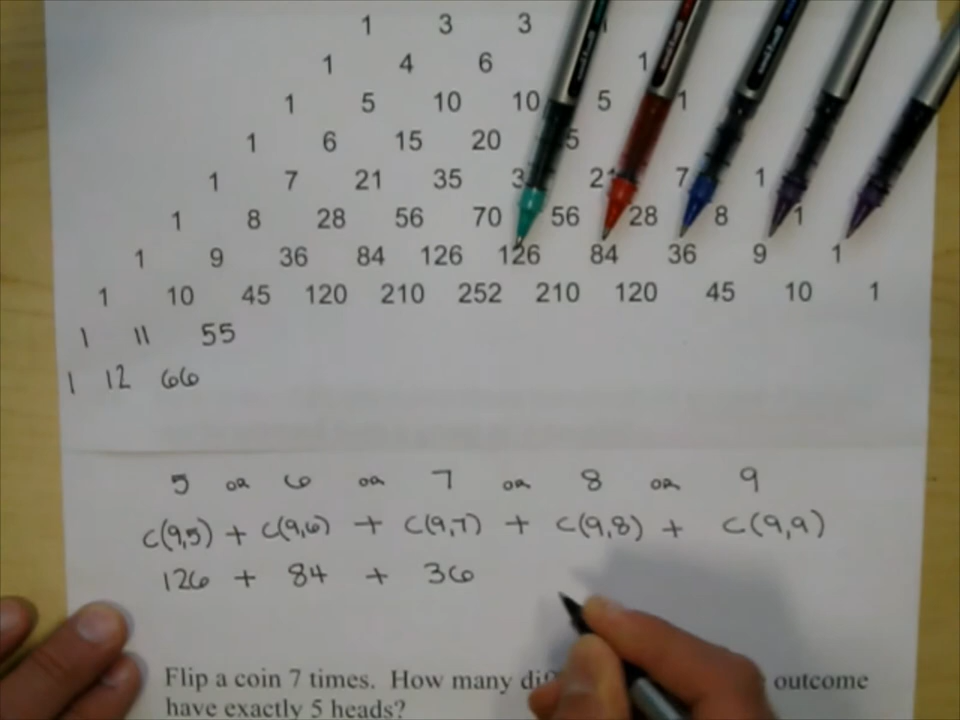 1 3 3
1 4 6 1
1 5 10 10 5 1
1 6 15 20 5
1 7 21 35 3 21 7 1
1 8 28 56 70 56 28 8 1
1 9 36 84 126 126 84 36 9 1
1 10 45 120 210 252 210 120 45 10 1
1 11 55
1 12 66
5 or 6 or 7 or 8 or 9
C(9,5) + C(9,6) + C(9,7) + C(9,8) + C(9,9)
126 + 84 + 36
Flip a coin 7 times. How many outcome
have exactly 5 heads?